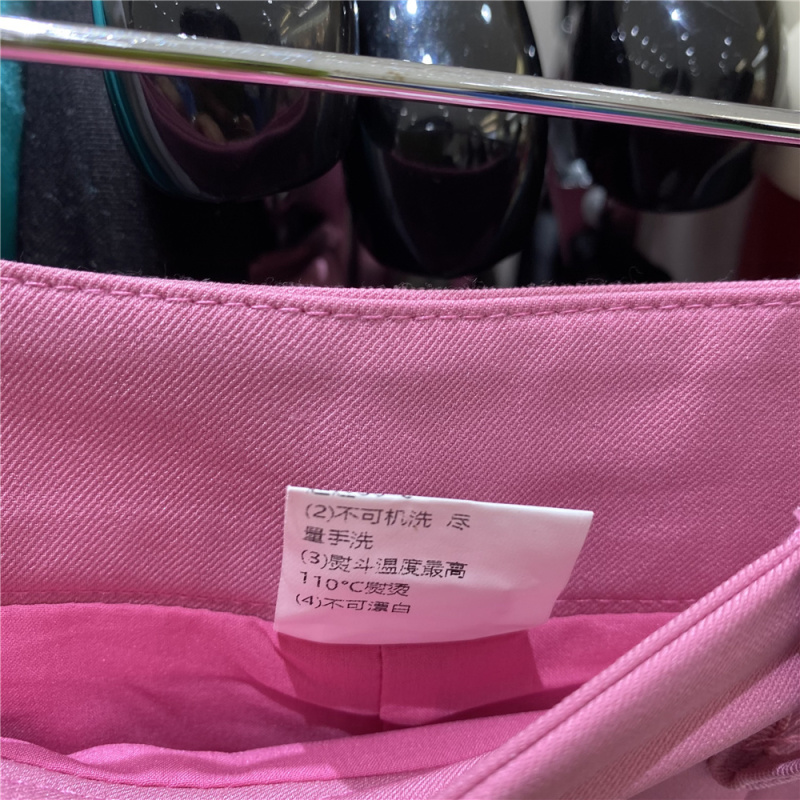 (2)不可机洗 尽
量手洗
(3)熨斗温度最高
110°C熨烫
(4)不可漂白